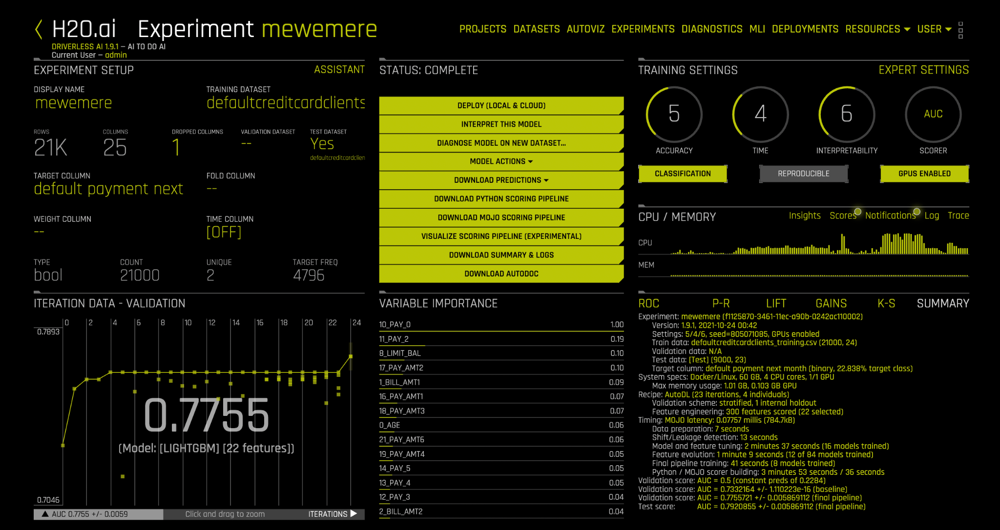 H2O.ai Experiment mewemere
DRIVERLESS AI 1.9.1 – AI TO DO AI
Current User – admin
PROJECTS DATASETS AUTOVIZ EXPERIMENTS DIAGNOSTICS MLI DEPLOYMENTS RESOURCES USER
EXPERIMENT SETUP ASSISTANT
DISPLAY NAME TRAINING DATASET
mewemere defaultcreditcardclients
ROWS COLUMNS DROPPED COLUMNS VALIDATION DATASET TEST DATASET
21K 25 1 -- Yes
defaultcreditcardclien
TARGET COLUMN FOLD COLUMN
default payment next --
WEIGHT COLUMN TIME COLUMN
-- [OFF]
TYPE COUNT UNIQUE TARGET FREQ
bool 21000 2 4796
STATUS: COMPLETE
DEPLOY (LOCAL & CLOUD)
INTERPRET THIS MODEL
DIAGNOSE MODEL ON NEW DATASET...
MODEL ACTIONS
DOWNLOAD PREDICTIONS
DOWNLOAD PYTHON SCORING PIPELINE
DOWNLOAD MOJO SCORING PIPELINE
VISUALIZE SCORING PIPELINE (EXPERIMENTAL)
DOWNLOAD SUMMARY & LOGS
DOWNLOAD AUTODOC
TRAINING SETTINGS EXPERT SETTINGS
5 4 6 AUC
ACCURACY TIME INTERPRETABILITY SCORER
CLASSIFICATION REPRODUCIBLE GPUS ENABLED
CPU / MEMORY Insights Scores Notifications Log Trace
CPU
MEM
ITERATION DATA - VALIDATION
0 2 4 6 8 10 12 14 16 18 20 22 24
0.7893
0.7755
(Model: [LIGHTGBM] [22 features])
0.7046
▲ AUC 0.7755 +/- 0.0059 Click and drag to zoom ITERATIONS ▶
VARIABLE IMPORTANCE
10_PAY_0 1.00
11_PAY_2 0.19
8_LIMIT_BAL 0.10
17_PAY_AMT2 0.10
1_BILL_AMT1 0.09
16_PAY_AMT1 0.07
18_PAY_AMT3 0.07
0_AGE 0.06
21_PAY_AMT6 0.06
19_PAY_AMT4 0.05
14_PAY_5 0.05
13_PAY_4 0.05
12_PAY_3 0.04
2_BILL_AMT2 0.04
ROC P-R LIFT GAINS K-S SUMMARY
Experiment: mewemere (f1125870-3461-11ec-a90b-0242ac110002)
Version: 1.9.1, 2021-10-24 00:42
Settings: 5/4/6, seed=805071085, GPUs enabled
Train data: defaultcreditcardclients_training.csv (21000, 24)
Validation data: N/A
Test data: [Test] (9000, 23)
Target column: default payment next month (binary, 22.838% target class)
System specs: Docker/Linux, 60 GB, 4 CPU cores, 1/1 GPU
Max memory usage: 1.01 GB, 0.103 GB GPU
Recipe: AutoDL (23 iterations, 4 individuals)
Validation scheme: stratified, 1 internal holdout
Feature engineering: 300 features scored (22 selected)
Timing: MOJO latency: 0.07757 millis (784.7kB)
Data preparation: 7 seconds
Shift/Leakage detection: 13 seconds
Model and feature tuning: 2 minutes 37 seconds (16 models trained)
Feature evolution: 1 minute 9 seconds (12 of 84 models trained)
Final pipeline training: 41 seconds (8 models trained)
Python / MOJO scorer building: 3 minutes 53 seconds / 36 seconds
Validation score: AUC = 0.5 (constant preds of 0.2284)
Validation score: AUC = 0.7332164 +/- 1.110223e-16 (baseline)
Validation score: AUC = 0.7755721 +/- 0.005869112 (final pipeline)
Test score: AUC = 0.7920855 +/- 0.005869112 (final pipeline)